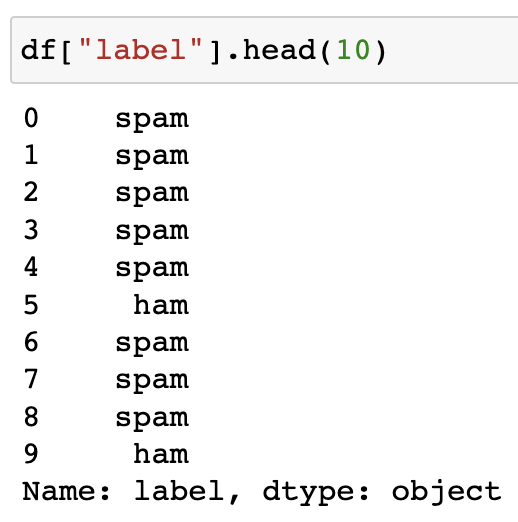 df["label"].head(10)
0     spam
1     spam
2     spam
3     spam
4     spam
5      ham
6     spam
7     spam
8     spam
9      ham
Name: label, dtype: object